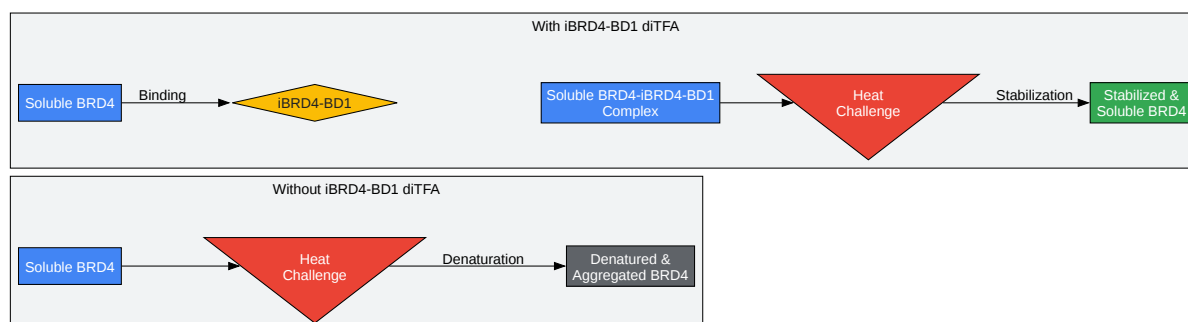 With iBRD4-BD1 diTFA
Soluble BRD4
Binding
iBRD4-BD1
Soluble BRD4-iBRD4-BD1
Complex
Heat
Challenge
Stabilization
Stabilized &
Soluble BRD4
Without iBRD4-BD1 diTFA
Soluble BRD4
Heat
Challenge
Denaturation
Denatured &
Aggregated BRD4